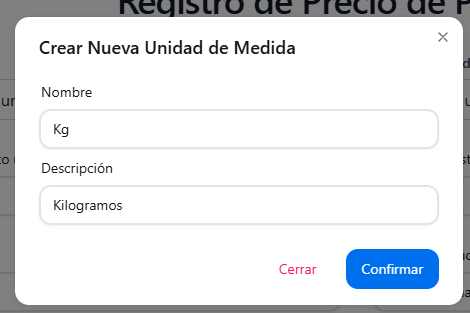 Registro de Precio de P
Crear Nueva Unidad de Medida
Nombre
Kg
Descripción
Kilogramos
Cerrar
Confirmar